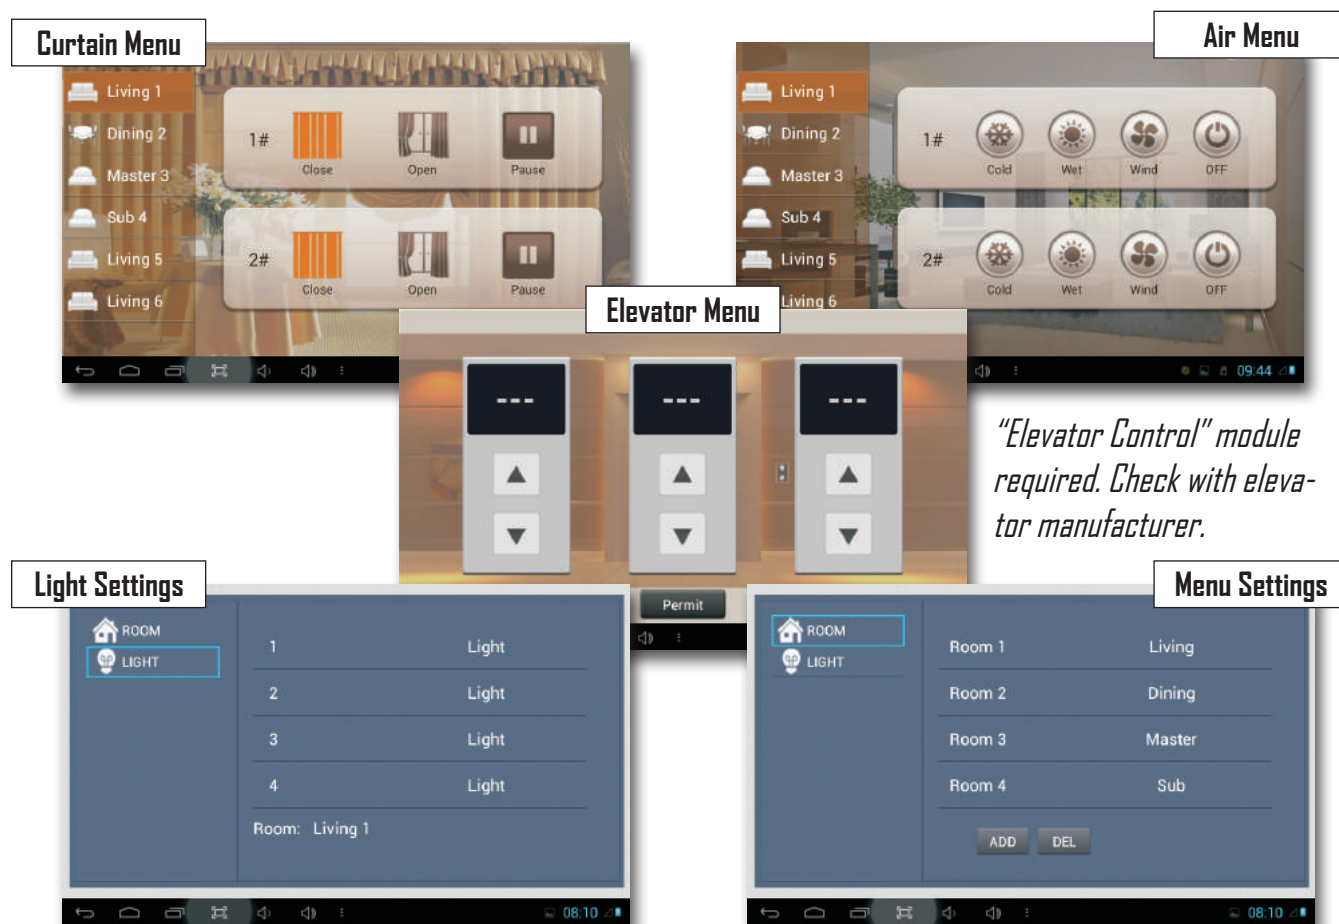 Curtain Menu
Living 1
Dining 2
Master 3
Sub 4
Living 5
Living 6
1#
Close Open Pause
2#
Close Open Pause
Air Menu
Living 1
Dining 2
Master 3
Sub 4
Living 5
Living 6
1#
Cold Wet Wind OFF
2#
Cold Wet Wind OFF
09:44
Elevator Menu
--- --- ---
Permit
"Elevator Control" module
required. Check with eleva-
tor manufacturer.
Light Settings
ROOM
LIGHT
1 Light
2 Light
3 Light
4 Light
Room: Living 1
08:10
Menu Settings
ROOM
LIGHT
Room 1 Living
Room 2 Dining
Room 3 Master
Room 4 Sub
ADD DEL
08:10